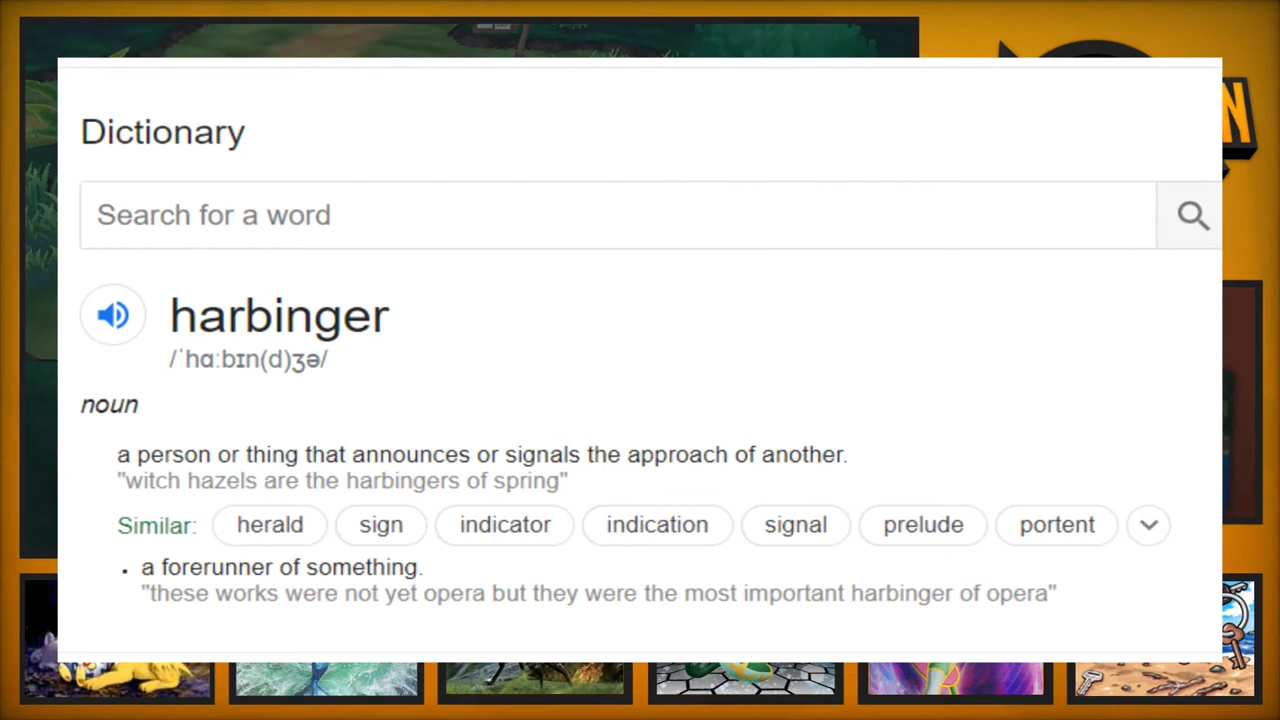 Dictionary
Search for a word
harbinger
/ˈhɑːbɪn(d)ʒə/
noun
a person or thing that announces or signals the approach of another.
"witch hazels are the harbingers of spring"
Similar: herald sign indicator indication signal prelude portent
• a forerunner of something.
"these works were not yet opera but they were the most important harbinger of opera"